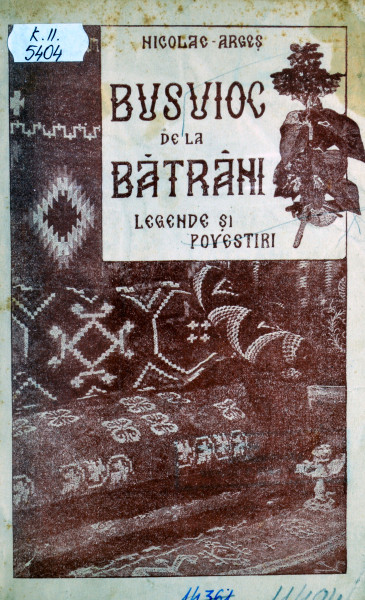 K.II.
5404
NICOLAE-ARGEȘ
BUSUIOC
DE LA
BĂTRÂNI
LEGENDE ȘI
POVESTIRI